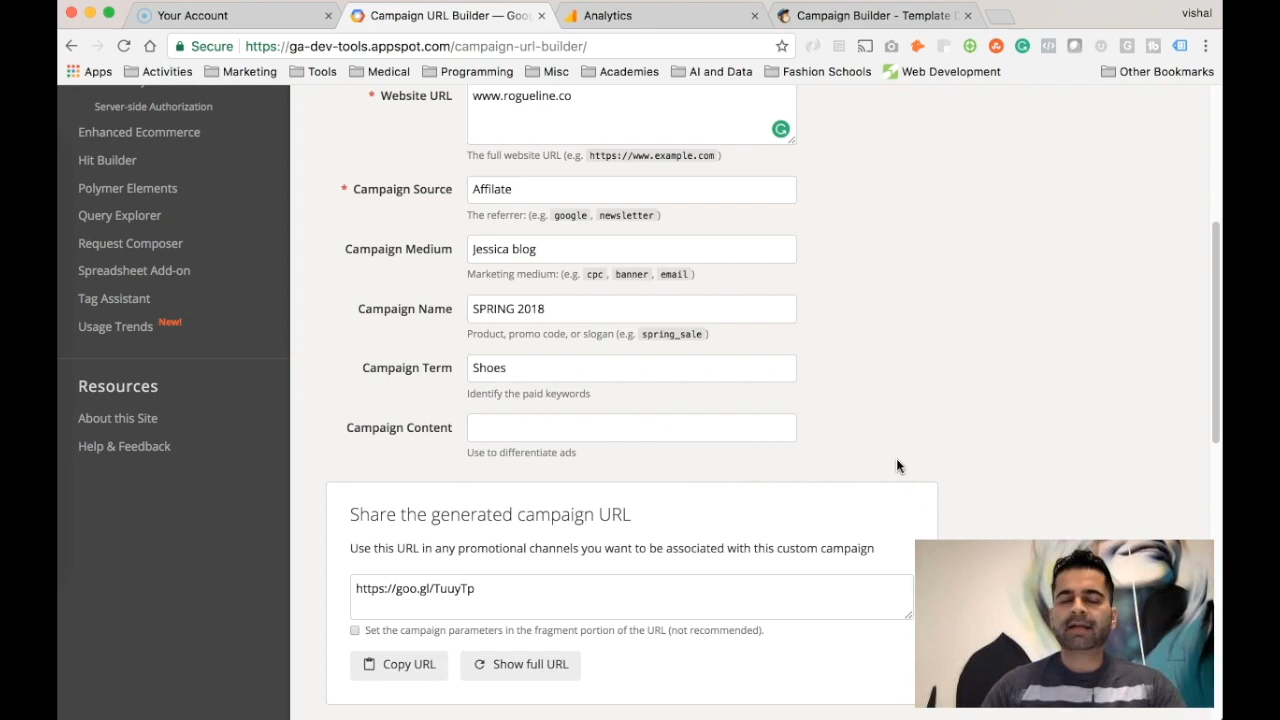 Your Account
Campaign URL Builder — Goo
Analytics
Campaign Builder - Template D
vishal
Secure
https://ga-dev-tools.appspot.com/campaign-url-builder/
Apps
Activities
Marketing
Tools
Medical
Programming
Misc
Academies
AI and Data
Fashion Schools
Web Development
Other Bookmarks
Server-side Authorization
Enhanced Ecommerce
Hit Builder
Polymer Elements
Query Explorer
Request Composer
Spreadsheet Add-on
Tag Assistant
Usage Trends New!
Resources
About this Site
Help & Feedback
* Website URL
www.rogueline.co
The full website URL (e.g. https://www.example.com )
* Campaign Source
Affilate
The referrer: (e.g. google , newsletter )
Campaign Medium
Jessica blog
Marketing medium: (e.g. cpc , banner , email )
Campaign Name
SPRING 2018
Product, promo code, or slogan (e.g. spring_sale )
Campaign Term
Shoes
Identify the paid keywords
Campaign Content
Use to differentiate ads
Share the generated campaign URL
Use this URL in any promotional channels you want to be associated with this custom campaign
https://goo.gl/TuuyTp
Set the campaign parameters in the fragment portion of the URL (not recommended).
Copy URL
Show full URL